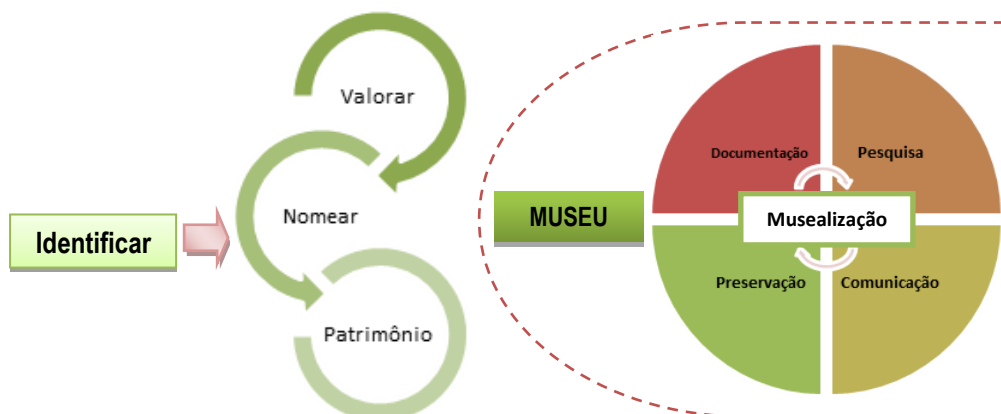 Identificar
Valorar
Nomear
Patrimônio
MUSEU
Documentação
Pesquisa
Musealização
Preservação
Comunicação